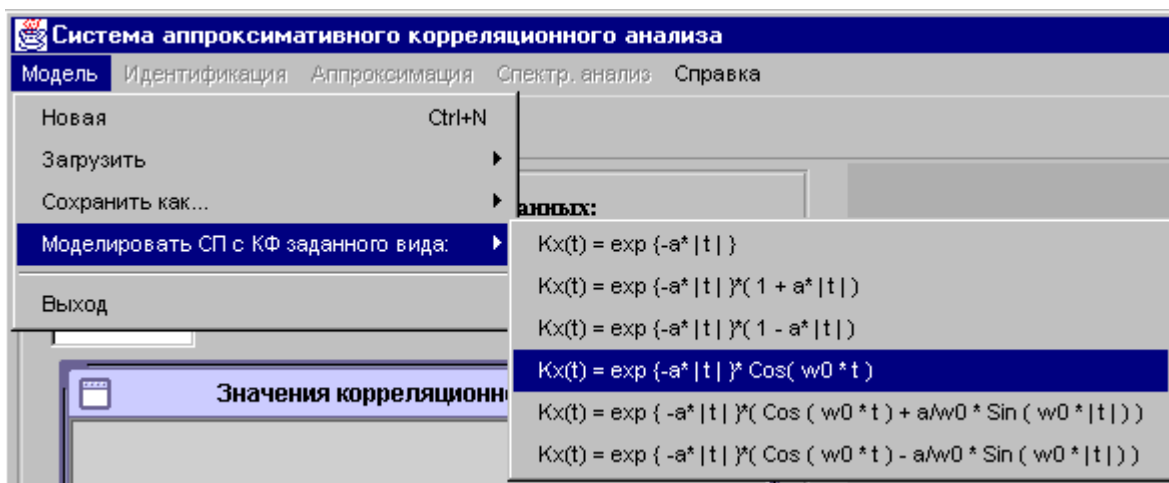 Система аппроксимативного корреляционного анализа
Модель Идентификация Аппроксимация Спектр. анализ Справка
Новая Ctrl+N
Загрузить
Сохранить как...
Моделировать СП с КФ заданного вида:
Выход
Kx(t) = exp {-a* |t| }
Kx(t) = exp {-a* |t| }*( 1 + a* |t| )
Kx(t) = exp {-a* |t| }*( 1 - a* |t| )
Kx(t) = exp {-a* |t| }* Cos( w0 * t )
Kx(t) = exp { -a* |t| }*( Cos ( w0 * t ) + a/w0 * Sin ( w0 * |t| ) )
Kx(t) = exp { -a* |t| }*( Cos ( w0 * t ) - a/w0 * Sin ( w0 * |t| ) )
Значения